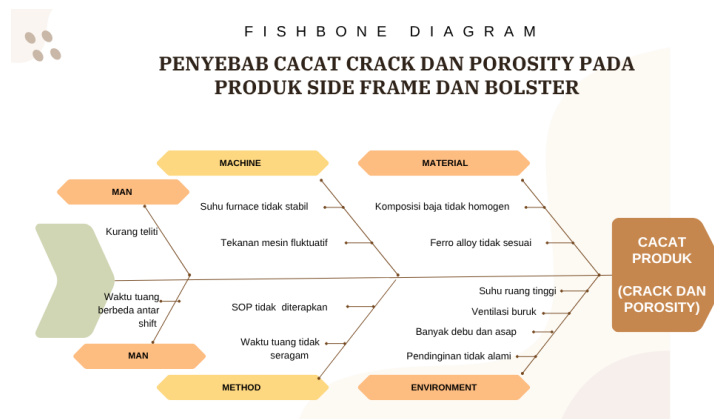 FISHBONE DIAGRAM
PENYEBAB CACAT CRACK DAN POROSITY PADA
PRODUK SIDE FRAME DAN BOLSTER
MACHINE
MATERIAL
MAN
Suhu furnace tidak stabil
Komposisi baja tidak homogen
Kurang teliti
Tekanan mesin fluktuatif
Ferro alloy tidak sesuai
CACAT
PRODUK
(CRACK DAN
POROSITY)
Waktu tuang
berbeda antar
shift
SOP tidak diterapkan
Waktu tuang tidak
seragam
Suhu ruang tinggi
Ventilasi buruk
Banyak debu dan asap
Pendinginan tidak alami
MAN
METHOD
ENVIRONMENT